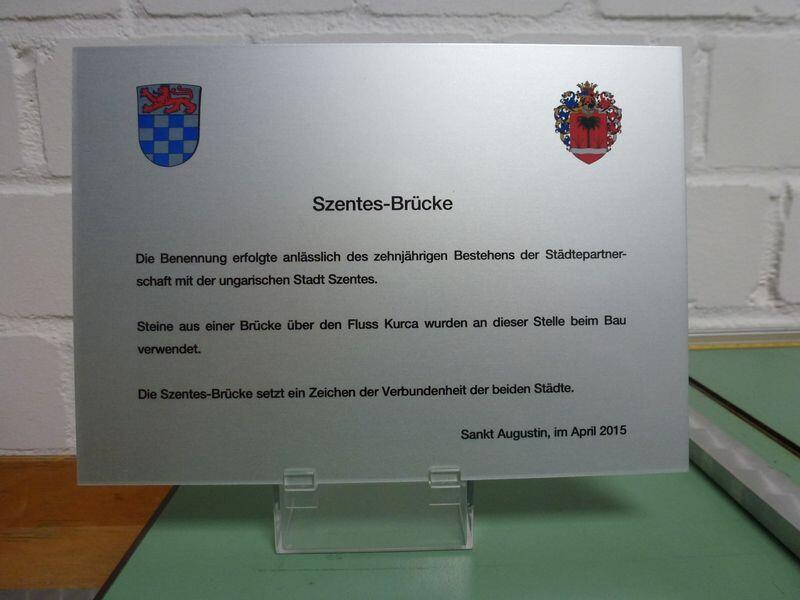 Szentes-Brücke
Die Benennung erfolgte anlässlich des zehnjährigen Bestehens der Städtepartner-
schaft mit der ungarischen Stadt Szentes.
Steine aus einer Brücke über den Fluss Kurca wurden an dieser Stelle beim Bau
verwendet.
Die Szentes-Brücke setzt ein Zeichen der Verbundenheit der beiden Städte.
Sankt Augustin, im April 2015